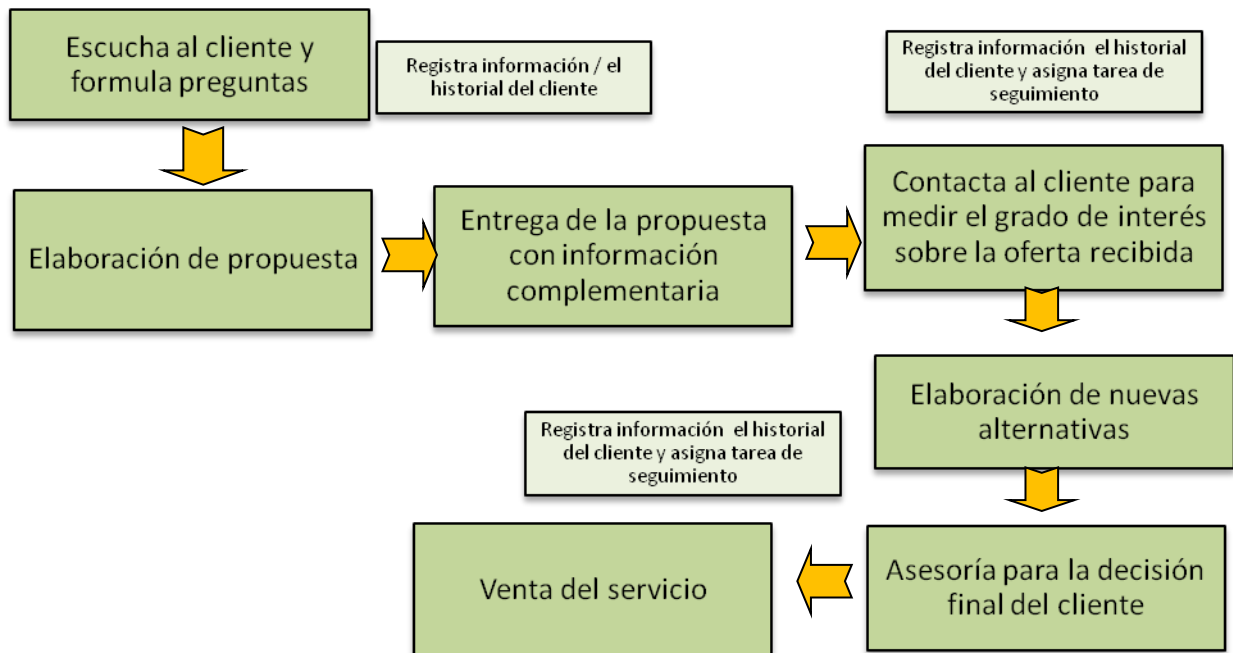 Escucha al cliente y
formula preguntas
Registra información / el
historial del cliente
Registra información  el historial
del cliente y asigna tarea de
seguimiento
Elaboración de propuesta
Entrega de la propuesta
con información
complementaria
Contacta al cliente para
medir el grado de interés
sobre la oferta recibida
Elaboración de nuevas
alternativas
Registra información  el historial
del cliente y asigna tarea de
seguimiento
Asesoría para la decisión
final del cliente
Venta del servicio